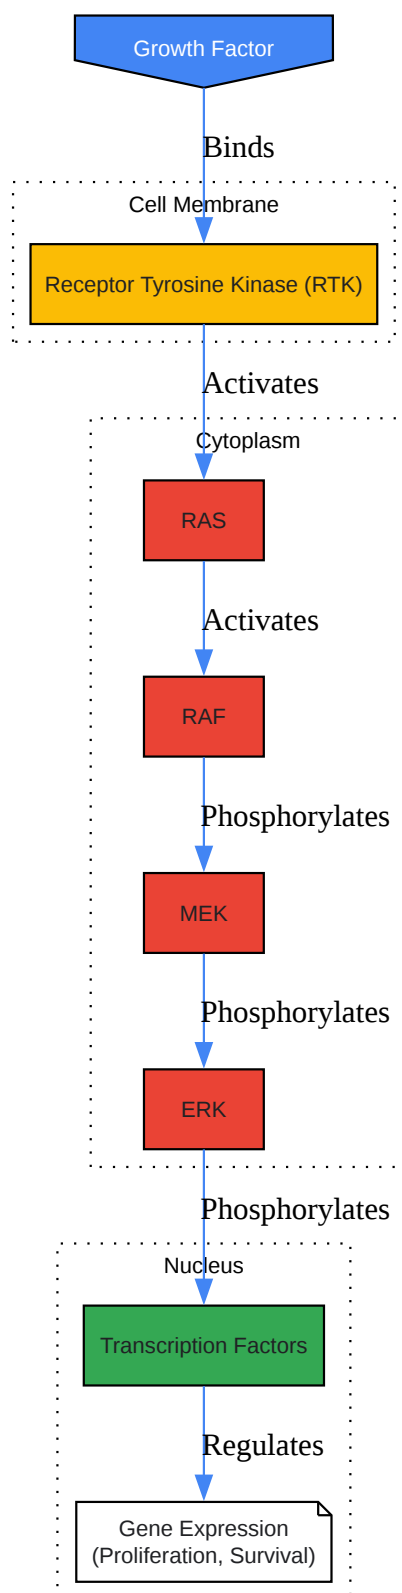 Growth Factor
Binds
Cell Membrane
Receptor Tyrosine Kinase (RTK)
Activates
Cytoplasm
RAS
Activates
RAF
Phosphorylates
MEK
Phosphorylates
ERK
Phosphorylates
Nucleus
Transcription Factors
Regulates
Gene Expression
(Proliferation, Survival)